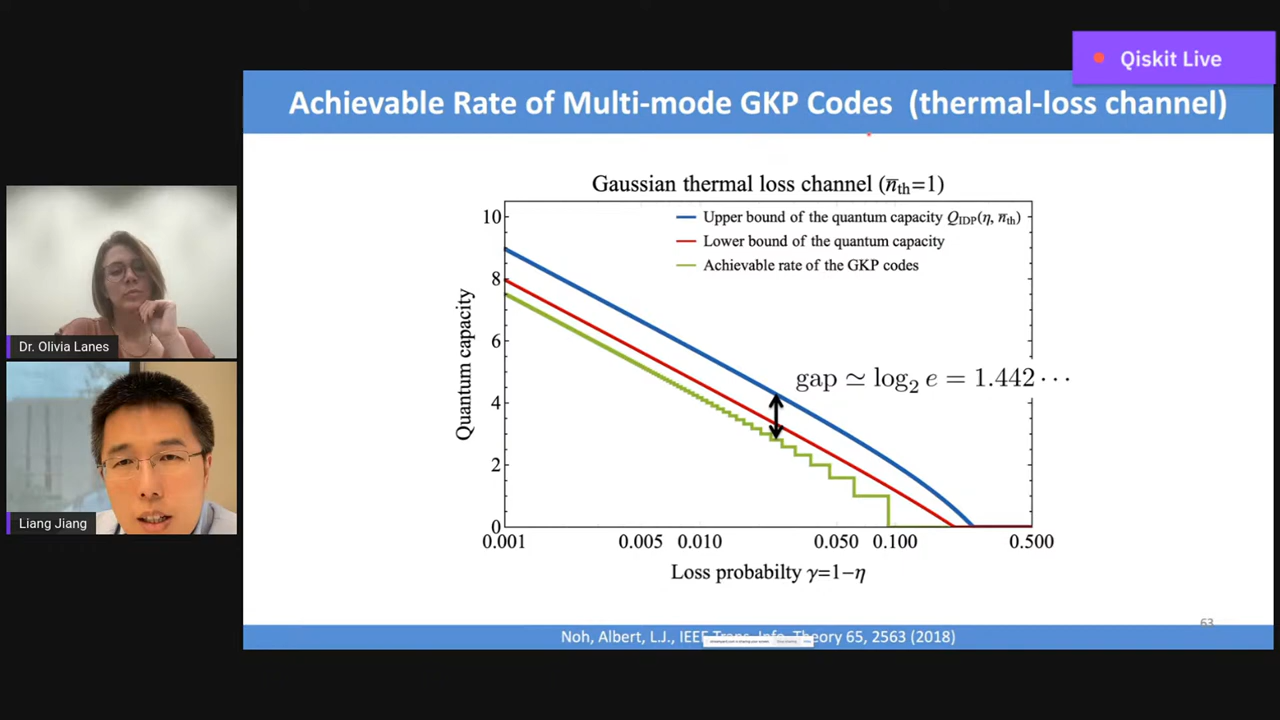 Qiskit Live
Achievable Rate of Multi-mode GKP Codes (thermal-loss channel)
Gaussian thermal loss channel (n̅th=1)
Upper bound of the quantum capacity QIDP(η, n̅th)
Lower bound of the quantum capacity
Achievable rate of the GKP codes
Quantum capacity
10
8
6
4
2
0
gap ≃ log₂ e = 1.442 ⋯
0.001
0.005
0.010
0.050
0.100
0.500
Loss probabilty γ=1−η
Dr. Olivia Lanes
Liang Jiang
63
Noh, Albert, L.J., IEEE Trans. Info. Theory 65, 2563 (2018)